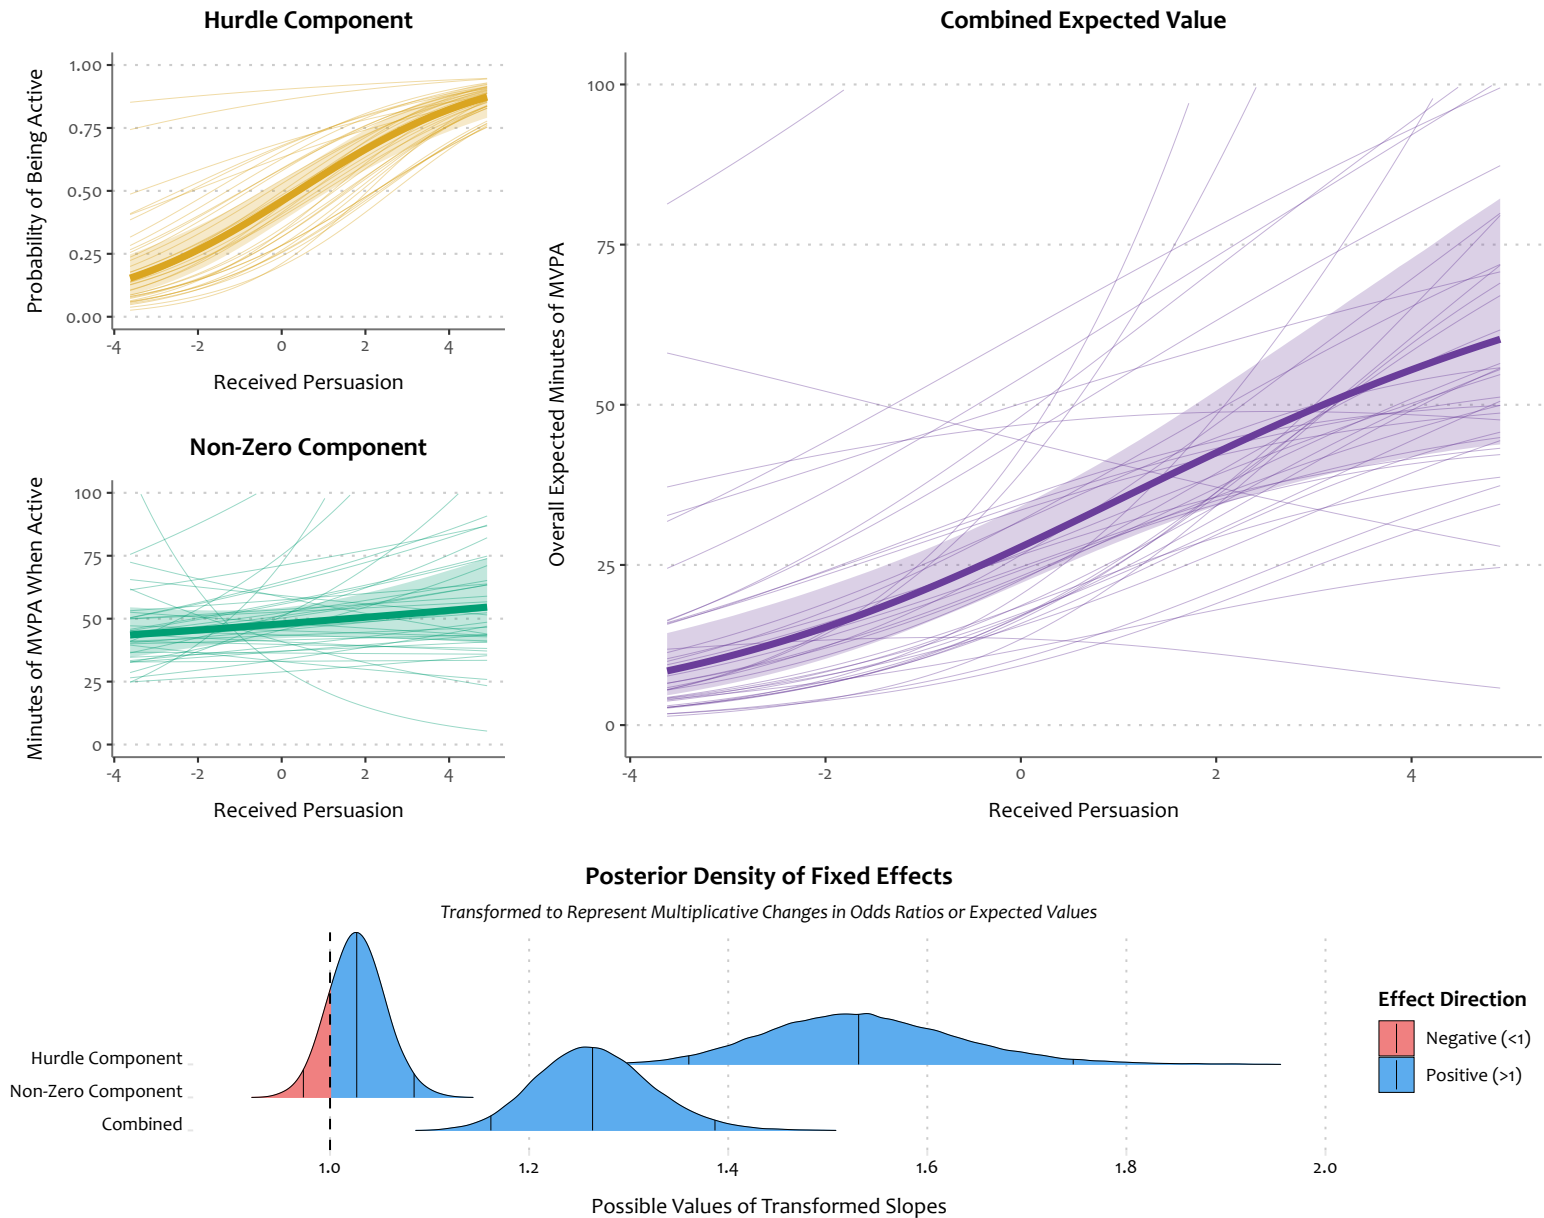 Hurdle Component
Probability of Being Active
1.00
0.75
0.50
0.25
0.00
-4 -2 0 2 4
Received Persuasion
Non-Zero Component
Minutes of MVPA When Active
100
75
50
25
0
-4 -2 0 2 4
Received Persuasion
Combined Expected Value
Overall Expected Minutes of MVPA
100
75
50
25
0
-4 -2 0 2 4
Received Persuasion
Posterior Density of Fixed Effects
Transformed to Represent Multiplicative Changes in Odds Ratios or Expected Values
Hurdle Component
Non-Zero Component
Combined
1.0 1.2 1.4 1.6 1.8 2.0
Possible Values of Transformed Slopes
Effect Direction
Negative (<1)
Positive (>1)